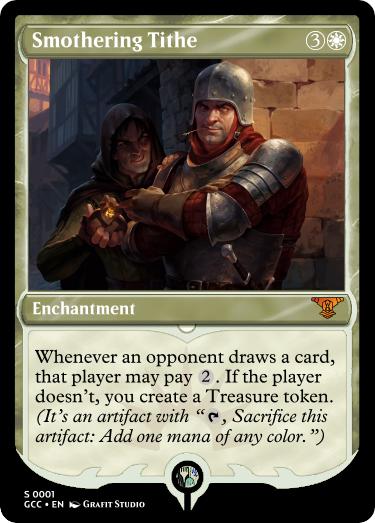 Smothering Tithe 3
Enchantment
Whenever an opponent draws a card,
that player may pay 2. If the player
doesn't, you create a Treasure token.
(It's an artifact with “, Sacrifice this
artifact: Add one mana of any color.”)
S 0001
GCC • EN Grafit Studio